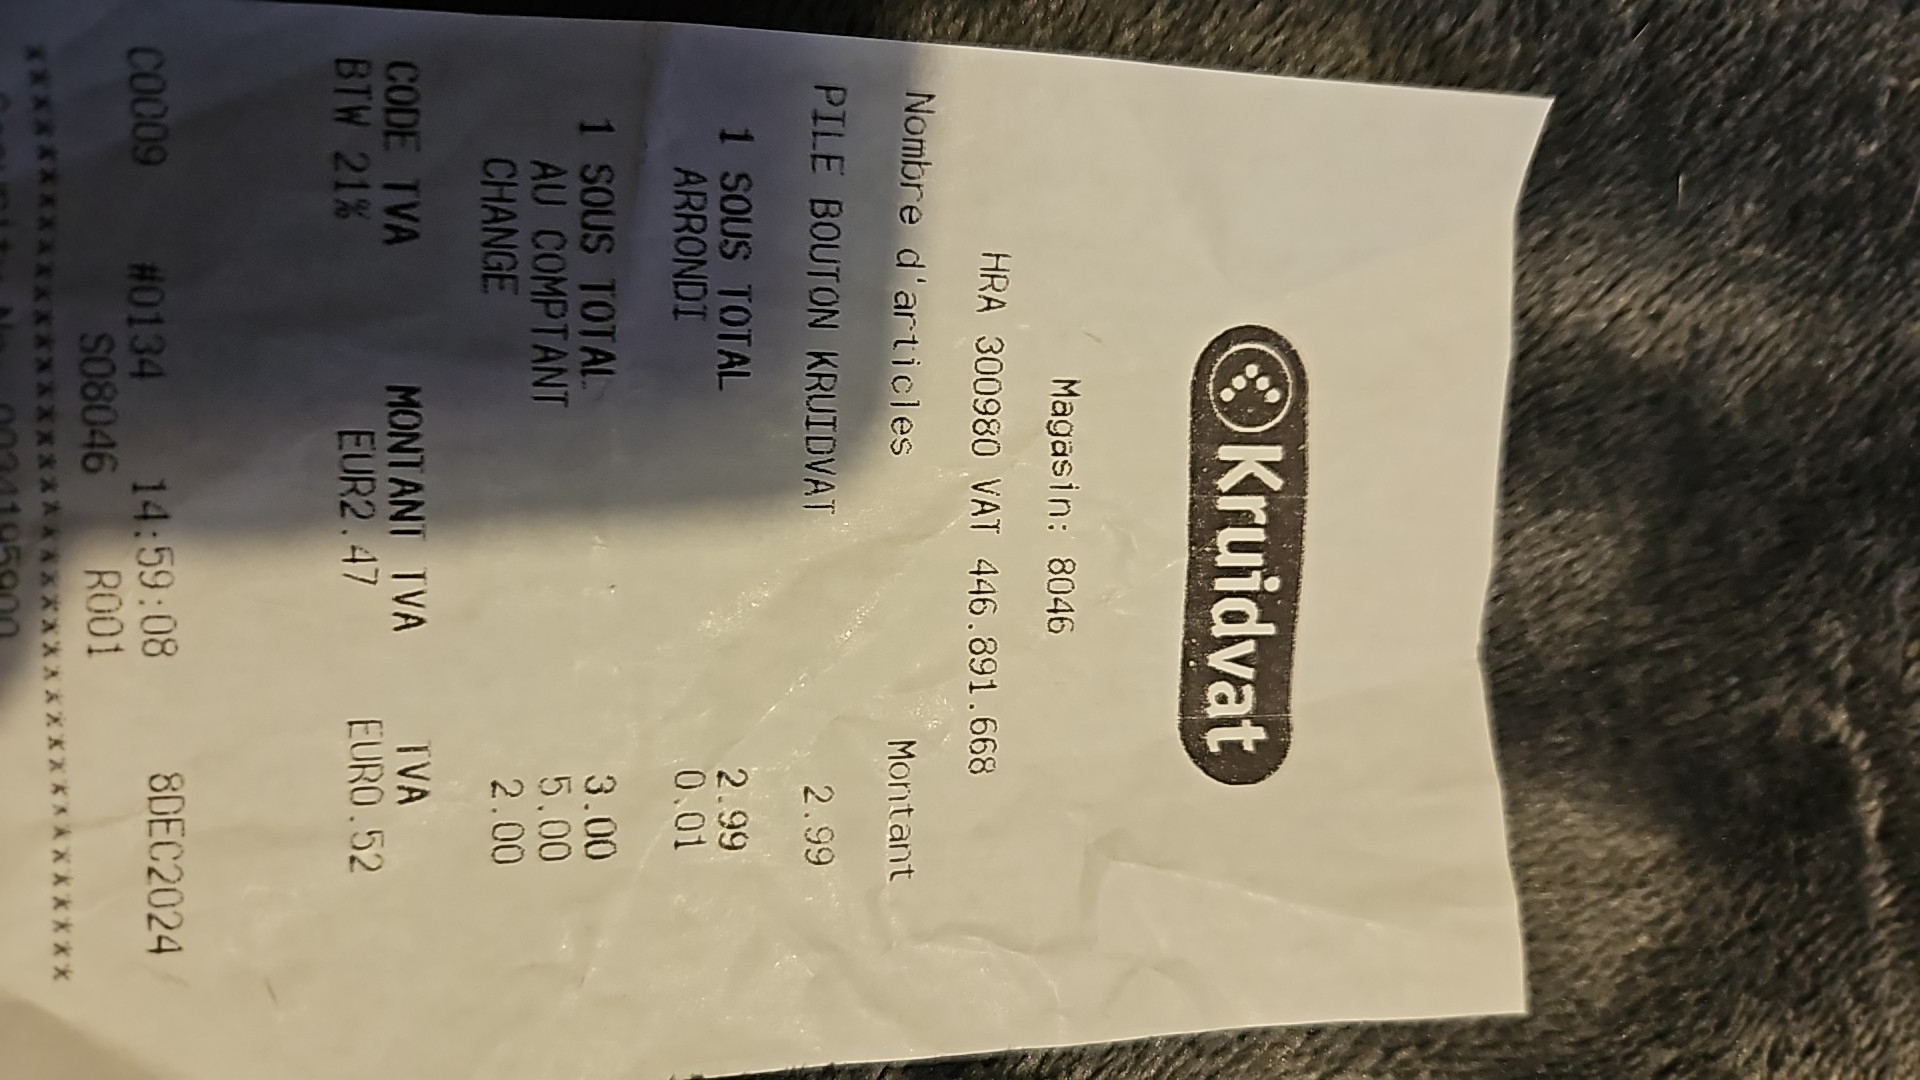 Kruidvat
Magasin: 8046
HRA 300980 VAT 446.891.668
Nombre d'articles Montant
PILE BOUTON KRUIDVAT 2.99
1 SOUS TOTAL 2.99
ARRONDI 0.01
1 SOUS TOTAL 3.00
AU COMPTANT 5.00
CHANGE 2.00
CODE TVA MONTANT TVA TVA
BTW 21% EUR2.47 EUR0.52
C0009 #0134 14:59:08 8DEC2024
S08046 R001